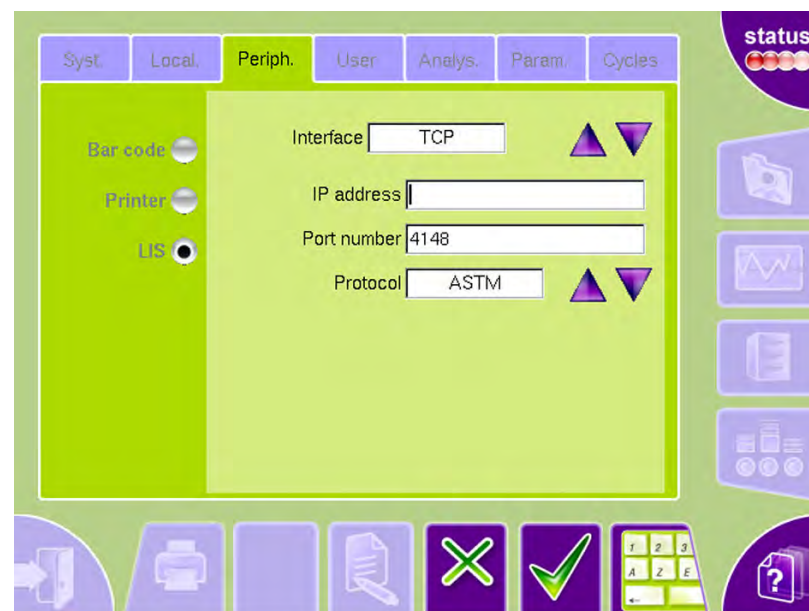 status
Syst. Local. Periph. User Analys. Param. Cycles
Bar code
Printer
LIS
Interface TCP
IP address
Port number 4148
Protocol ASTM
1 2 3
A Z E
?